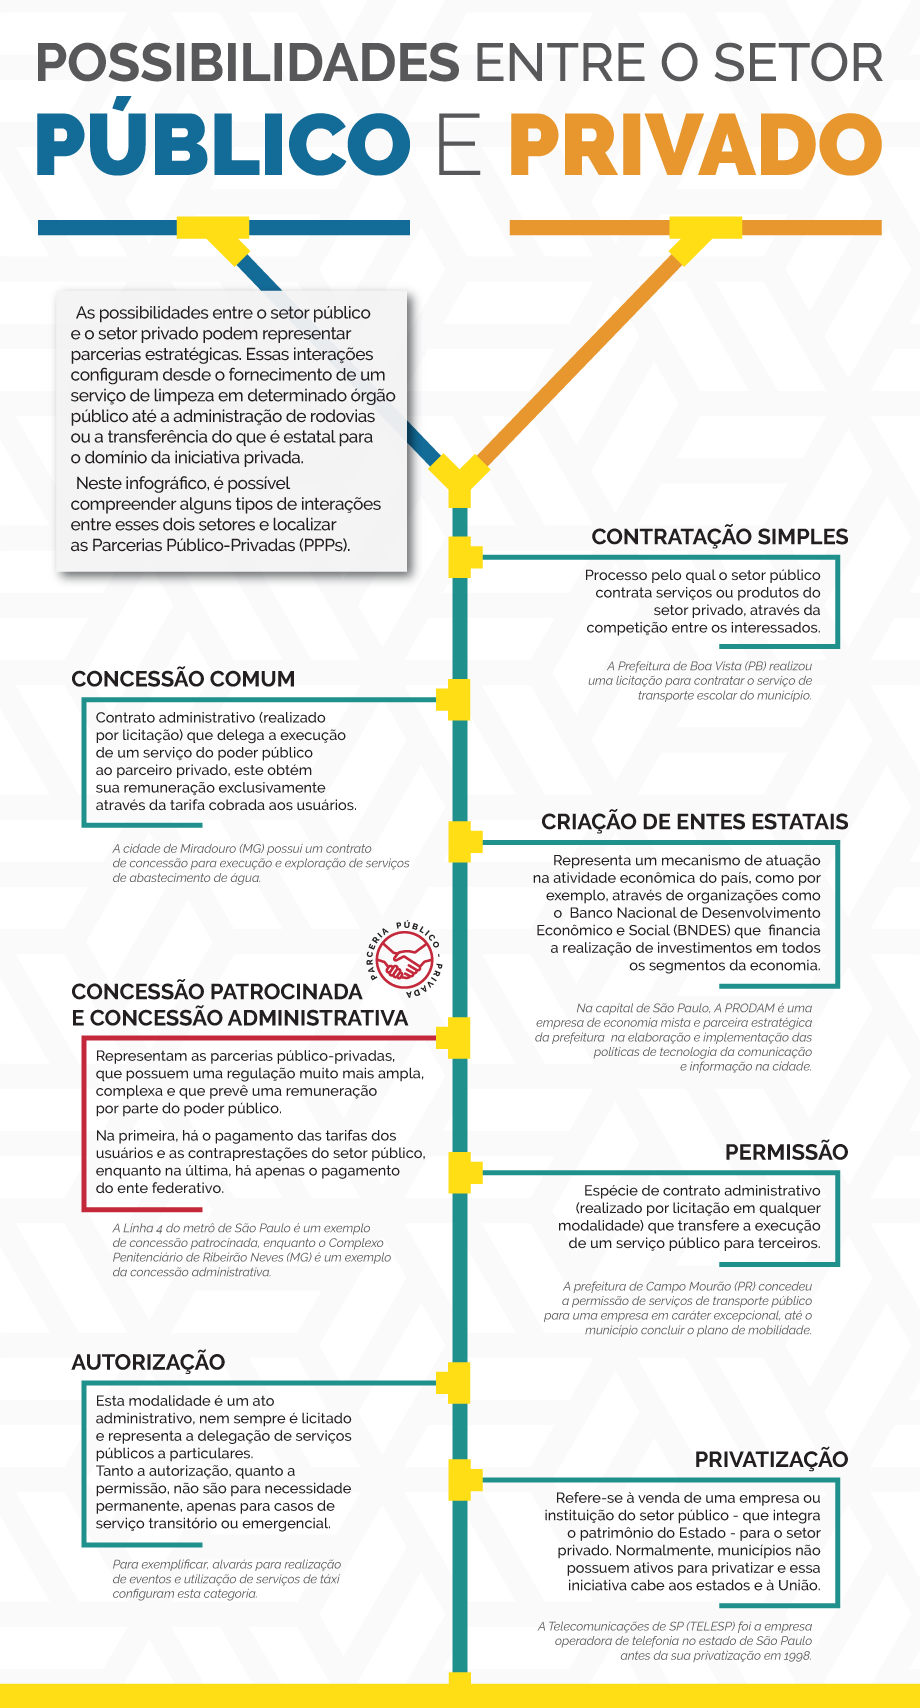 POSSIBILIDADES ENTRE O SETOR
PÚBLICO E PRIVADO
As possibilidades entre o setor público
e o setor privado podem representar
parcerias estratégicas. Essas interações
configuram desde o fornecimento de um
serviço de limpeza em determinado órgão
público até a administração de rodovias
ou a transferência do que é estatal para
o domínio da iniciativa privada.
Neste infográfico, é possível
compreender alguns tipos de interações
entre esses dois setores e localizar
as Parcerias Público-Privadas (PPPs).
CONTRATAÇÃO SIMPLES
Processo pelo qual o setor público
contrata serviços ou produtos do
setor privado, através da
competição entre os interessados.
A Prefeitura de Boa Vista (PB) realizou
uma licitação para contratar o serviço de
transporte escolar do município.
CONCESSÃO COMUM
Contrato administrativo (realizado
por licitação) que delega a execução
de um serviço do poder público
ao parceiro privado, este obtém
sua remuneração exclusivamente
através da tarifa cobrada aos usuários.
A cidade de Miradouro (MG) possui um contrato
de concessão para execução e exploração de serviços
de abastecimento de água.
CRIAÇÃO DE ENTES ESTATAIS
Representa um mecanismo de atuação
na atividade econômica do país, como por
exemplo, através de organizações como
o Banco Nacional de Desenvolvimento
Econômico e Social (BNDES) que financia
a realização de investimentos em todos
os segmentos da economia.
Na capital de São Paulo, A PRODAM é uma
empresa de economia mista e parceira estratégica
da prefeitura na elaboração e implementação das
políticas de tecnologia da comunicação
e informação na cidade.
PARCERIA PÚBLICO - PRIVADA
CONCESSÃO PATROCINADA
E CONCESSÃO ADMINISTRATIVA
Representam as parcerias público-privadas,
que possuem uma regulação muito mais ampla,
complexa e que prevê uma remuneração
por parte do poder público.
Na primeira, há o pagamento das tarifas dos
usuários e as contraprestações do setor público,
enquanto na última, há apenas o pagamento
do ente federativo.
A Linha 4 do metrô de São Paulo é um exemplo
de concessão patrocinada, enquanto o Complexo
Penitenciário de Ribeirão Neves (MG) é um exemplo
da concessão administrativa.
PERMISSÃO
Espécie de contrato administrativo
(realizado por licitação em qualquer
modalidade) que transfere a execução
de um serviço público para terceiros.
A prefeitura de Campo Mourão (PR) concedeu
a permissão de serviços de transporte público
para uma empresa em caráter excepcional, até o
município concluir o plano de mobilidade.
AUTORIZAÇÃO
Esta modalidade é um ato
administrativo, nem sempre é licitado
e representa a delegação de serviços
públicos a particulares.
Tanto a autorização, quanto a
permissão, não são para necessidade
permanente, apenas para casos de
serviço transitório ou emergencial.
Para exemplificar, alvarás para realização
de eventos e utilização de serviços de táxi
configuram esta categoria.
PRIVATIZAÇÃO
Refere-se à venda de uma empresa ou
instituição do setor público - que integra
o patrimônio do Estado - para o setor
privado. Normalmente, municípios não
possuem ativos para privatizar e essa
iniciativa cabe aos estados e à União.
A Telecomunicações de SP (TELESP) foi a empresa
operadora de telefonia no estado de São Paulo
antes da sua privatização em 1998.